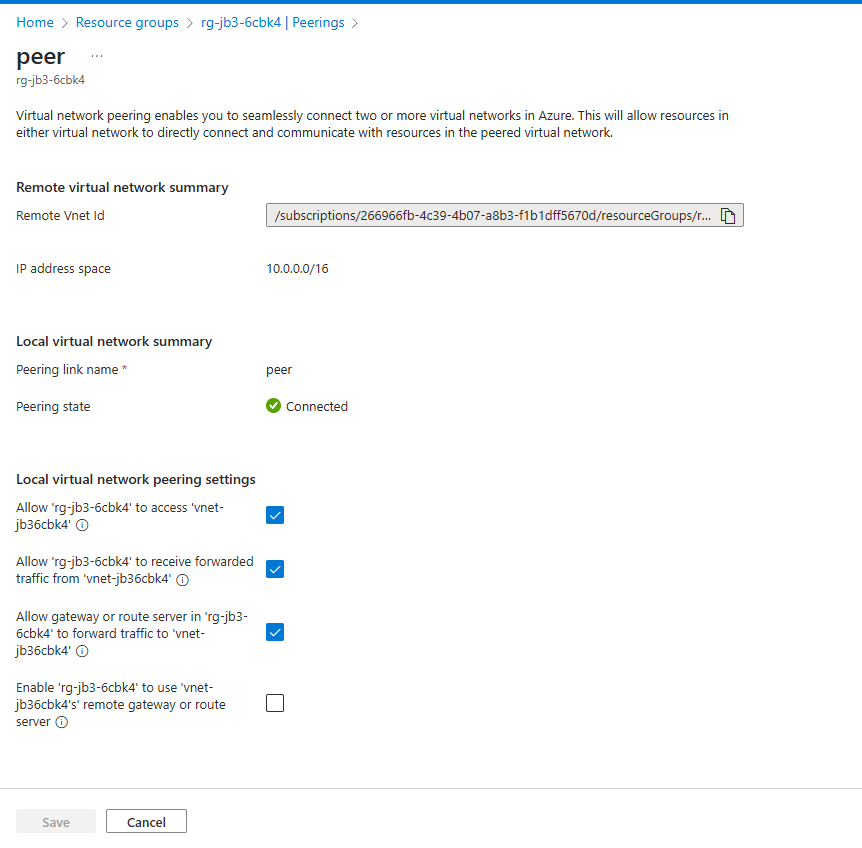 Home > Resource groups > rg-jb3-6cbk4 | Peerings >
peer ...
rg-jb3-6cbk4
Virtual network peering enables you to seamlessly connect two or more virtual networks in Azure. This will allow resources in
either virtual network to directly connect and communicate with resources in the peered virtual network.
Remote virtual network summary
Remote Vnet Id
/subscriptions/266966fb-4c39-4b07-a8b3-f1b1dff5670d/resourceGroups/r...
IP address space
10.0.0.0/16
Local virtual network summary
Peering link name *
peer
Peering state
Connected
Local virtual network peering settings
Allow 'rg-jb3-6cbk4' to access 'vnet-
jb36cbk4'
Allow 'rg-jb3-6cbk4' to receive forwarded
traffic from 'vnet-jb36cbk4'
Allow gateway or route server in 'rg-jb3-
6cbk4' to forward traffic to 'vnet-
jb36cbk4'
Enable 'rg-jb3-6cbk4' to use 'vnet-
jb36cbk4's' remote gateway or route
server
Save
Cancel